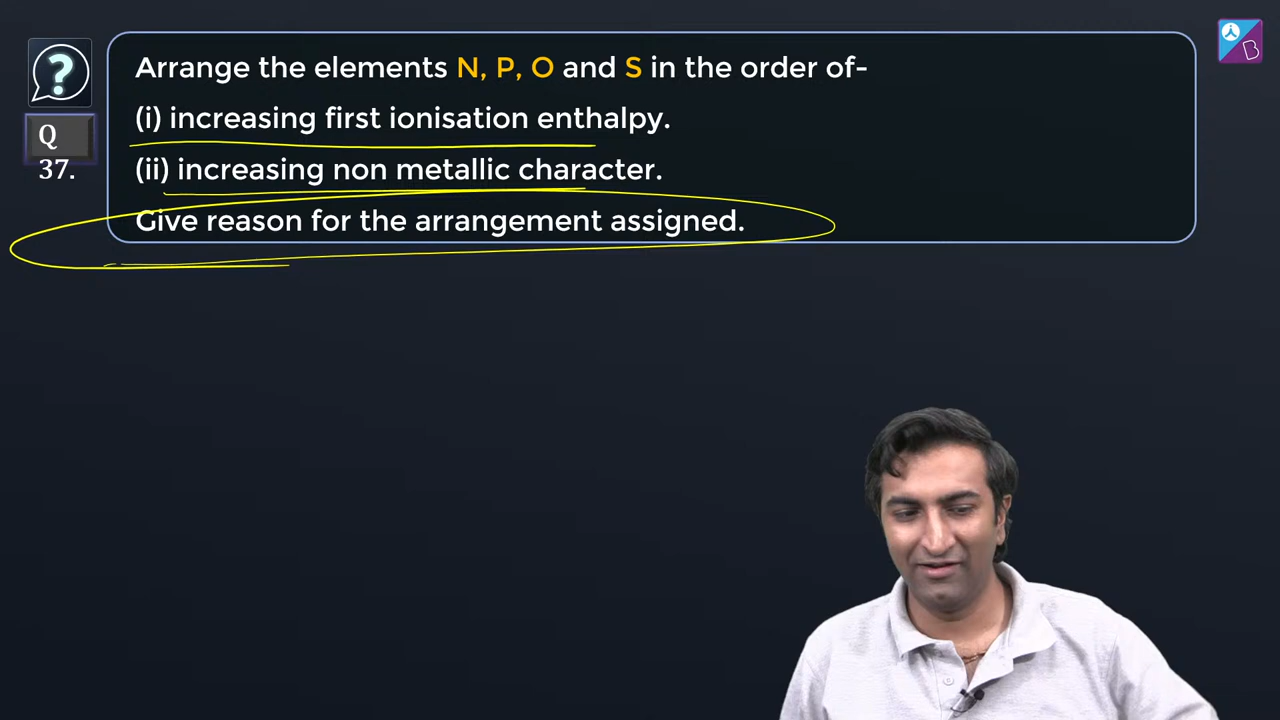 Arrange the elements N, P, O and S in the order of-
(i) increasing first ionisation enthalpy.
(ii) increasing non metallic character.
Give reason for the arrangement assigned.
?
Q
37.
B